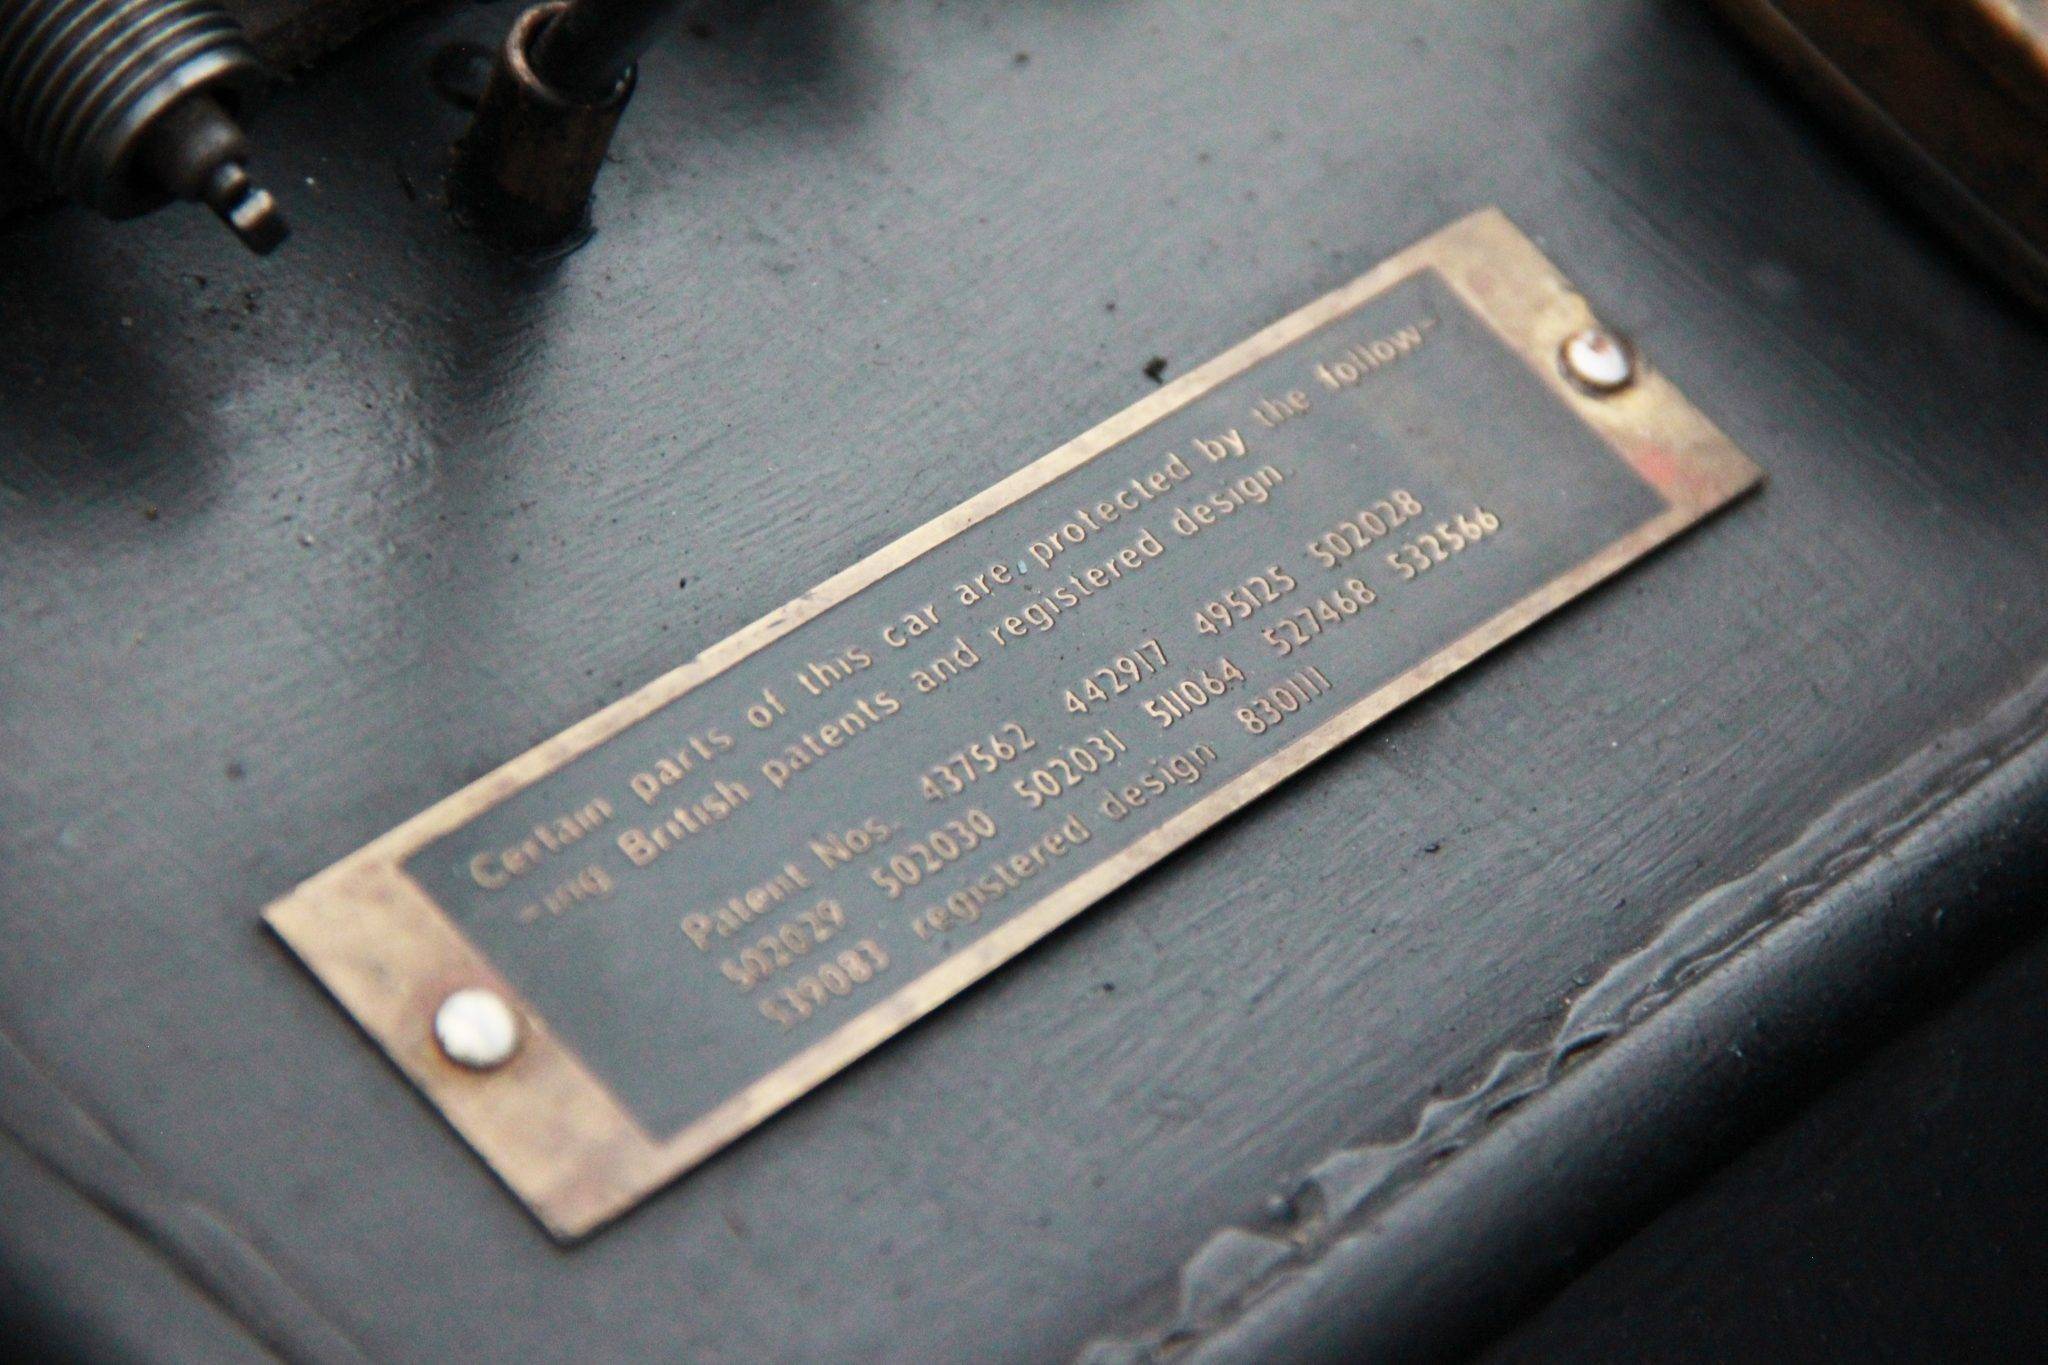 Certain parts of this car are protected by the follow-
-ing British patents and registered design.
Patent Nos. 437562 442917 495125 502028
502029 502030 502031 511064 527468 532566
539083 registered design 830111